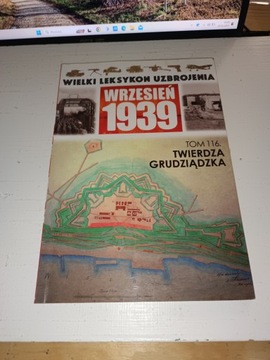 WIELKI LEKSYKON UZBROJENIA
WRZESIEŃ
1939
TOM 116.
TWIERDZA
GRUDZIĄDZKA